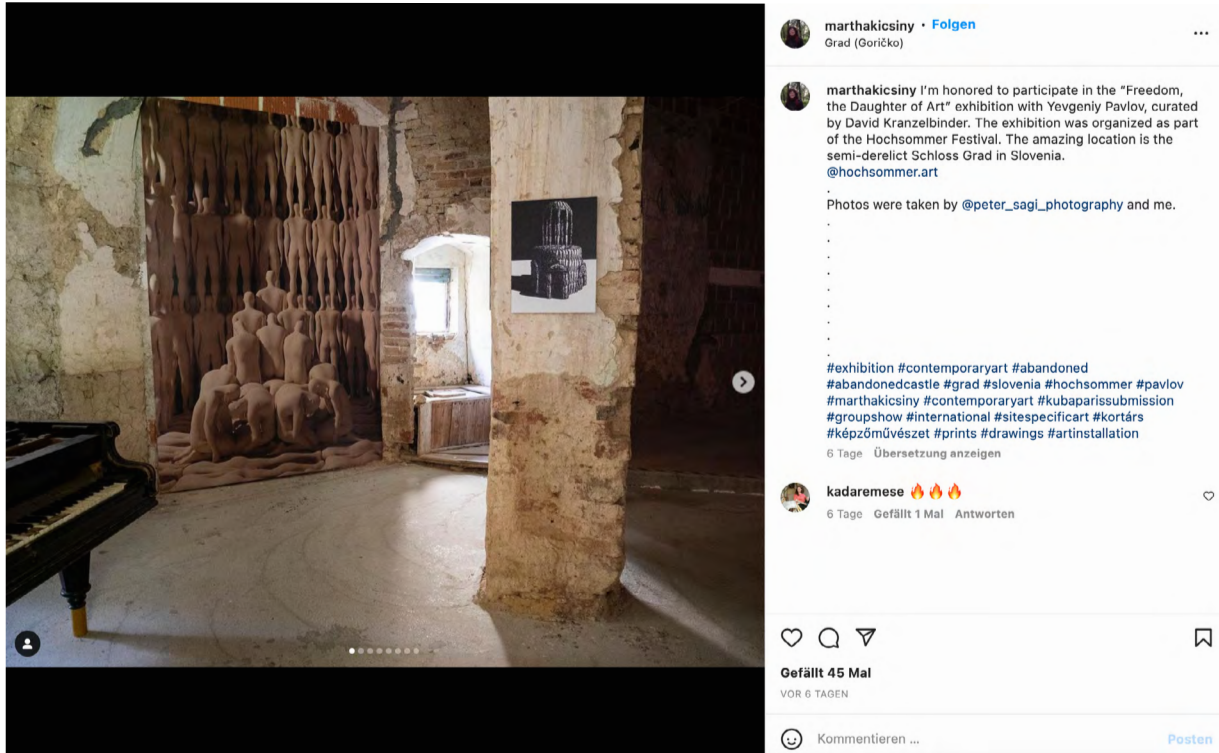 marthakicsiny • Folgen
Grad (Goričko)
marthakicsiny I'm honored to participate in the "Freedom,
the Daughter of Art" exhibition with Yevgeniy Pavlov, curated
by David Kranzelbinder. The exhibition was organized as part
of the Hochsommer Festival. The amazing location is the
semi-derelict Schloss Grad in Slovenia.
@hochsommer.art
.
Photos were taken by @peter_sagi_photography and me.
.
.
.
.
.
.
.
.
.
#exhibition #contemporaryart #abandoned
#abandonedcastle #grad #slovenia #hochsommer #pavlov
#marthakicsiny #contemporaryart #kubaparissubmission
#groupshow #international #sitespecificart #kortárs
#képzőművészet #prints #drawings #artinstallation
6 Tage Übersetzung anzeigen
kadaremese 🔥🔥🔥
6 Tage Gefällt 1 Mal Antworten
Gefällt 45 Mal
VOR 6 TAGEN
Kommentieren ... Posten